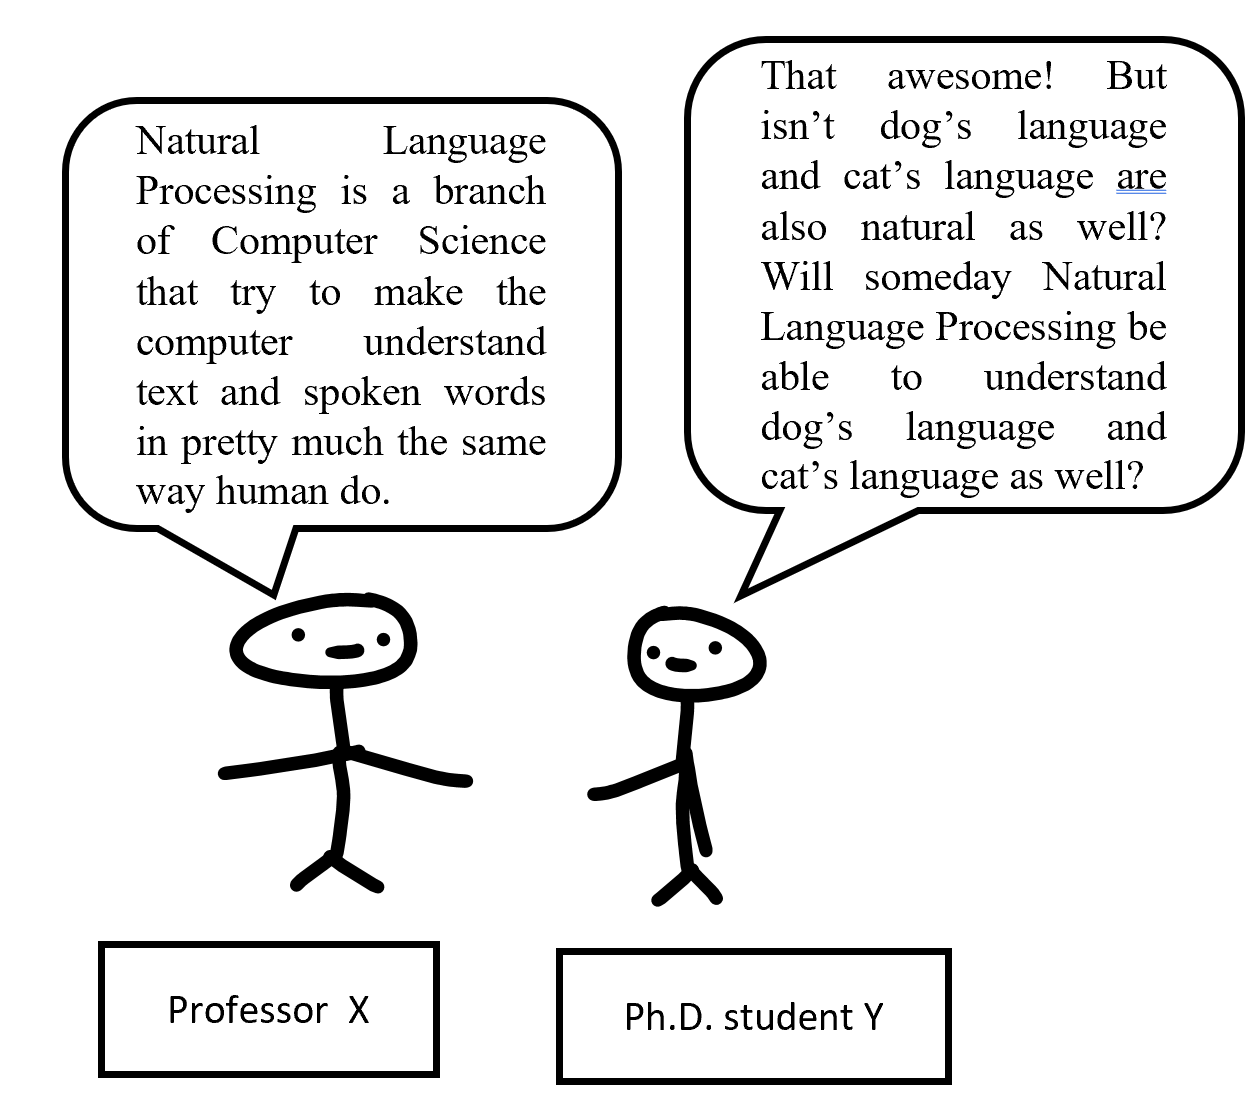 Natural Language
Processing is a branch
of Computer Science
that try to make the
computer understand
text and spoken words
in pretty much the same
way human do.
That awesome! But
isn’t dog’s language
and cat’s language are
also natural as well?
Will someday Natural
Language Processing be
able to understand
dog’s language and
cat’s language as well?
Professor X
Ph.D. student Y